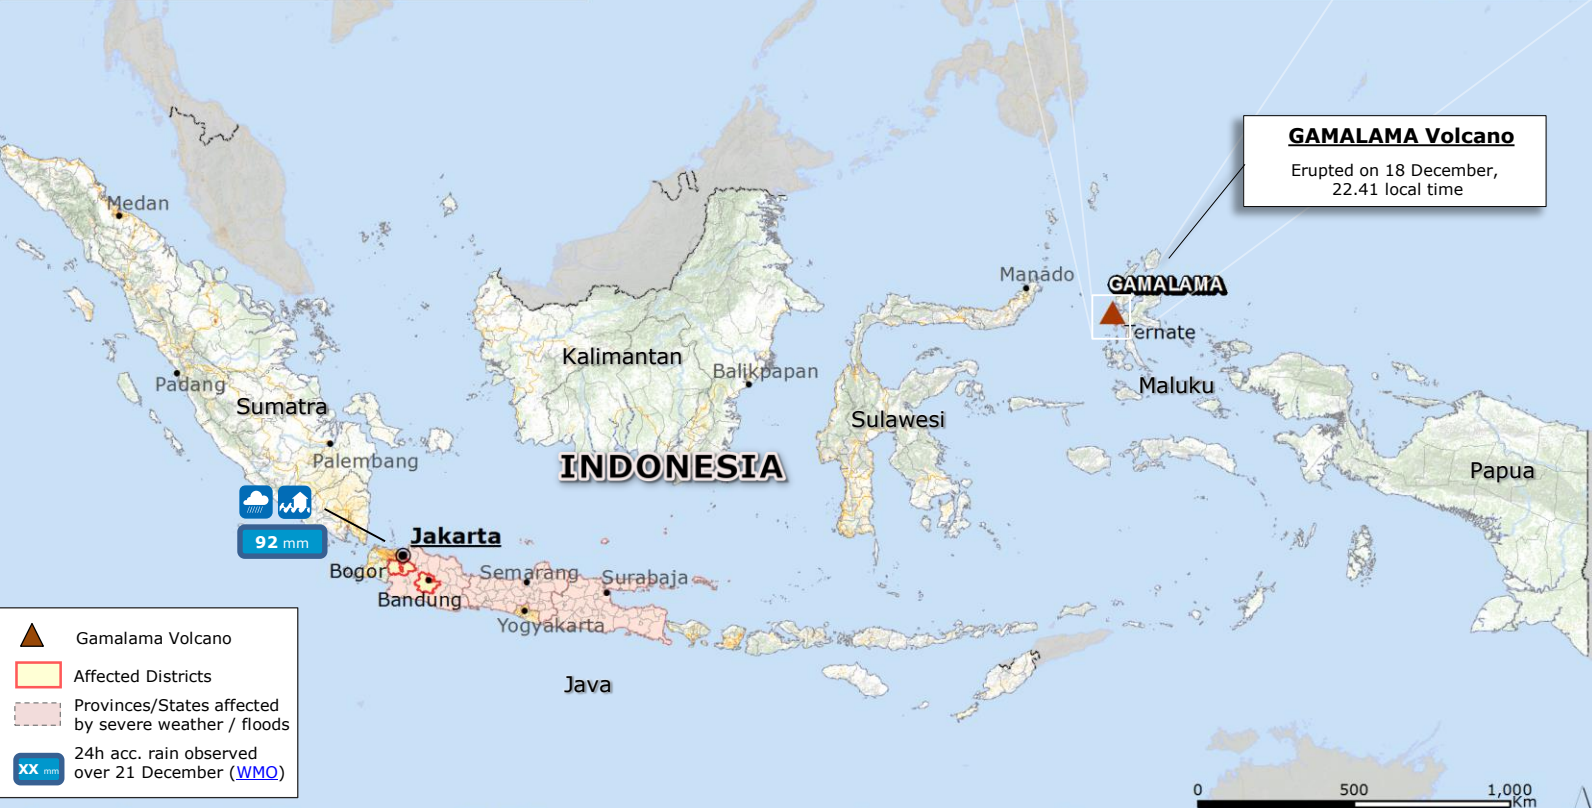 GAMALAMA Volcano
Erupted on 18 December,
22.41 local time
Medan
Manado
GAMALAMA
Ternate
Kalimantan
Balikpapan
Maluku
Padang
Sumatra
Sulawesi
Palembang
INDONESIA
Papua
92 mm
Jakarta
Bogor
Semarang
Surabaja
Bandung
Yogyakarta
Java
Gamalama Volcano
Affected Districts
Provinces/States affected
by severe weather / floods
24h acc. rain observed
over 21 December (WMO)
XX mm
0 500 1,000
Km